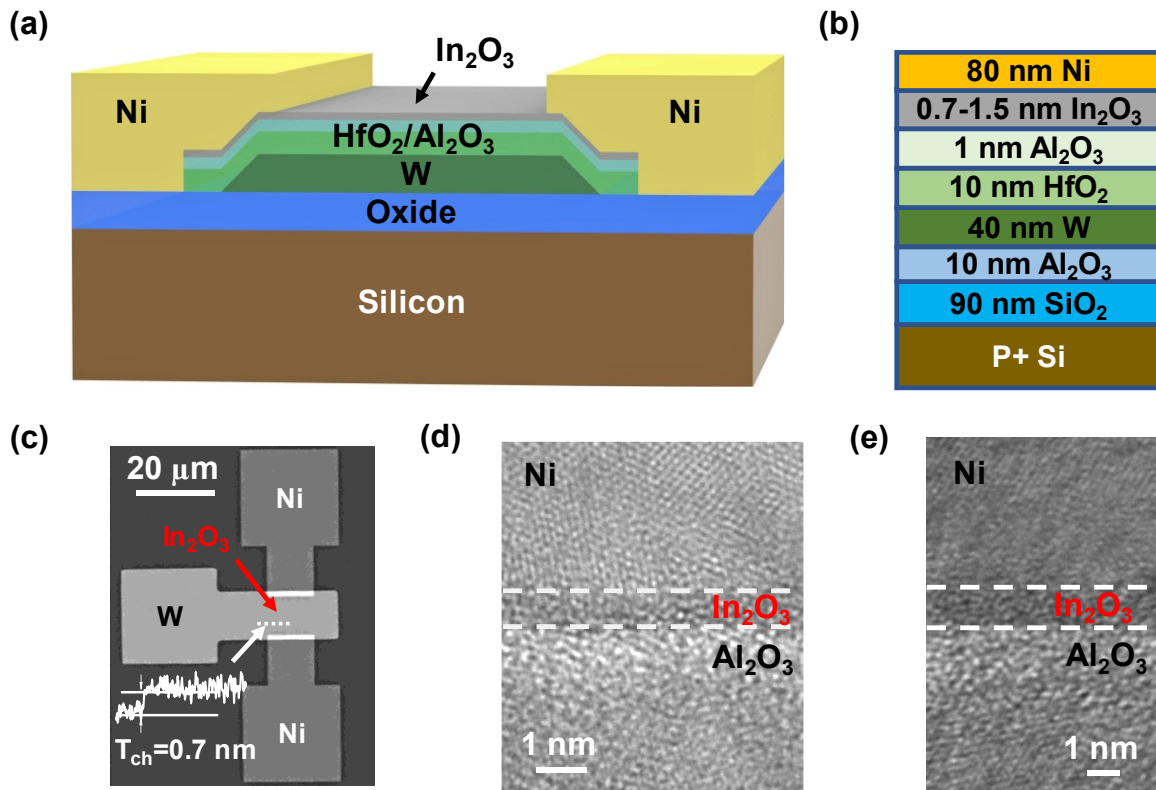 (a)
In₂O₃
Ni
Ni
HfO₂/Al₂O₃
W
Oxide
Silicon
(b)
80 nm Ni
0.7-1.5 nm In₂O₃
1 nm Al₂O₃
10 nm HfO₂
40 nm W
10 nm Al₂O₃
90 nm SiO₂
P+ Si
(c)
20 μm
Ni
In₂O₃
W
Ni
T_ch=0.7 nm
(d)
Ni
In₂O₃
Al₂O₃
1 nm
(e)
Ni
In₂O₃
Al₂O₃
1 nm